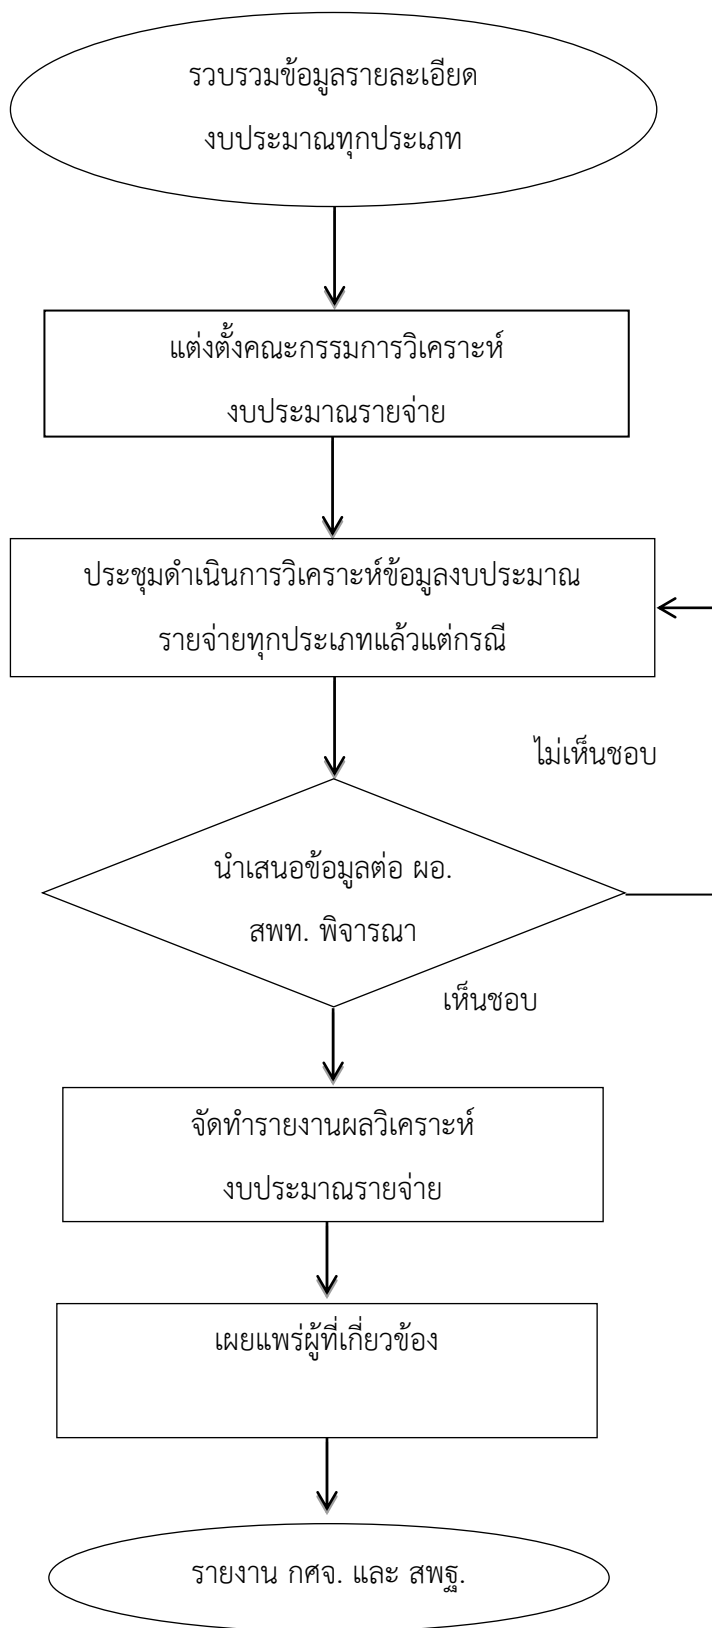 รวบรวมข้อมูลรายละเอียด
งบประมาณทุกประเภท
แต่งตั้งคณะกรรมการวิเคราะห์
งบประมาณรายจ่าย
ประชุมดำเนินการวิเคราะห์ข้อมูลงบประมาณ
รายจ่ายทุกประเภทแล้วแต่กรณี
ไม่เห็นชอบ
นำเสนอข้อมูลต่อ ผอ.
สพท. พิจารณา
เห็นชอบ
จัดทำรายงานผลวิเคราะห์
งบประมาณรายจ่าย
เผยแพร่ผู้ที่เกี่ยวข้อง
รายงาน กศจ. และ สพฐ.